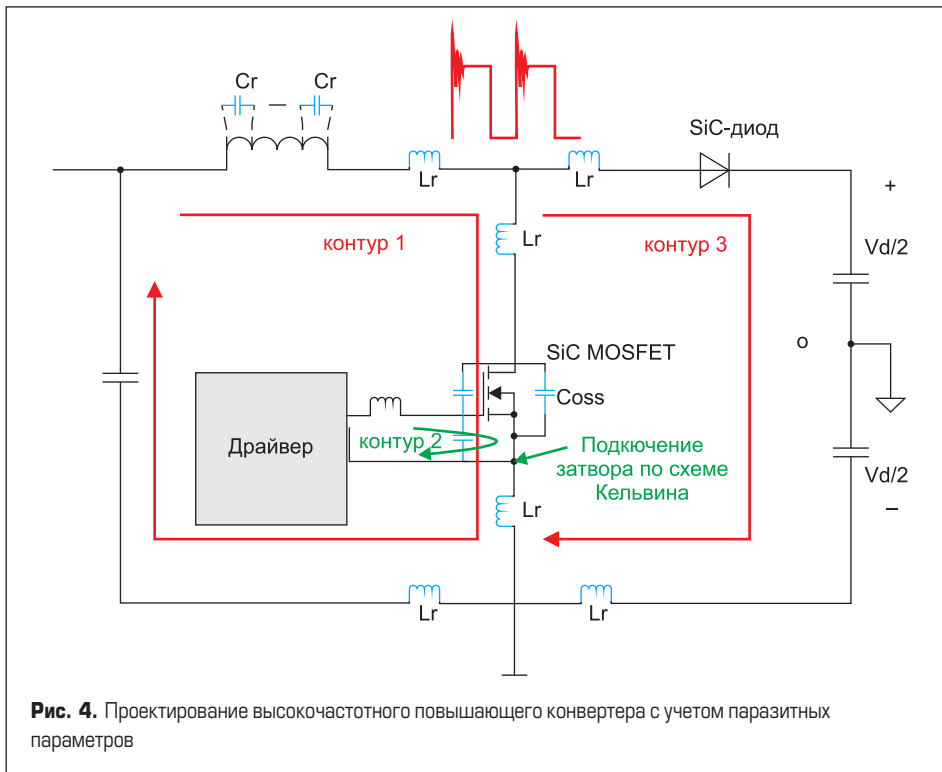 Cr
Cr
SiC-диод
Lr
Lr
+
контур 1
Lr
контур 3
Vd/2
SiC MOSFET
o
Coss
Драйвер
контур 2
Подкючение
затвора по схеме
Кельвина
Vd/2
–
Lr
Lr
Lr
Рис. 4. Проектирование высокочастотного повышающего конвертера с учетом паразитных
параметров